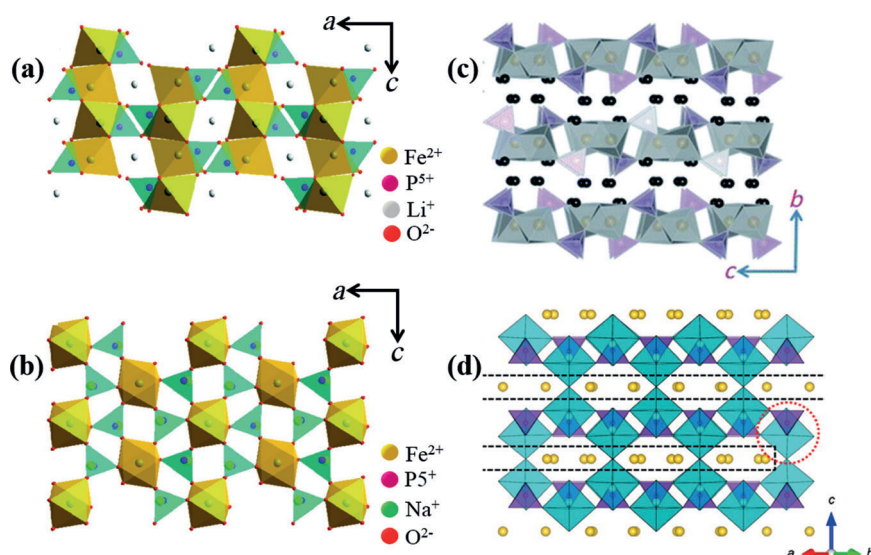 (a)
a
c
Fe²⁺
P⁵⁺
Li⁺
O²⁻
(c)
b
c
(b)
a
c
Fe²⁺
P5⁺
Na⁺
O²⁻
(d)
c
a
b